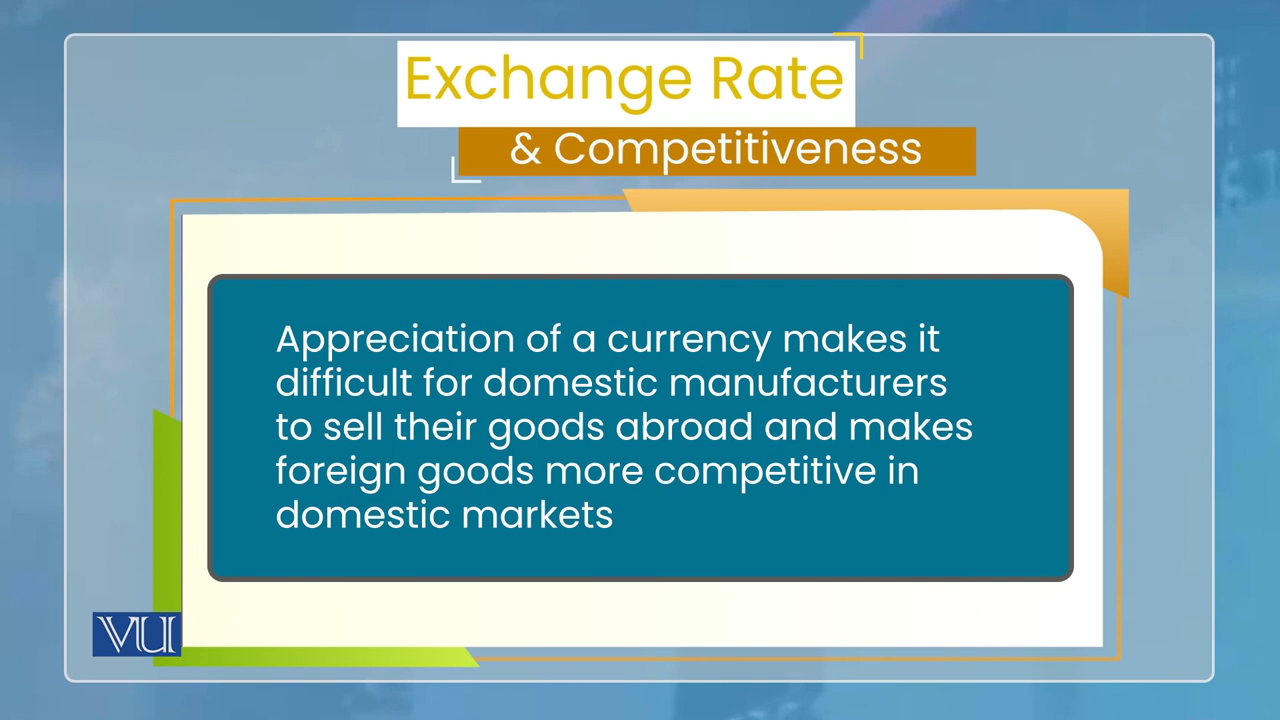 Exchange Rate
& Competitiveness
Appreciation of a currency makes it
difficult for domestic manufacturers
to sell their goods abroad and makes
foreign goods more competitive in
domestic markets
VU